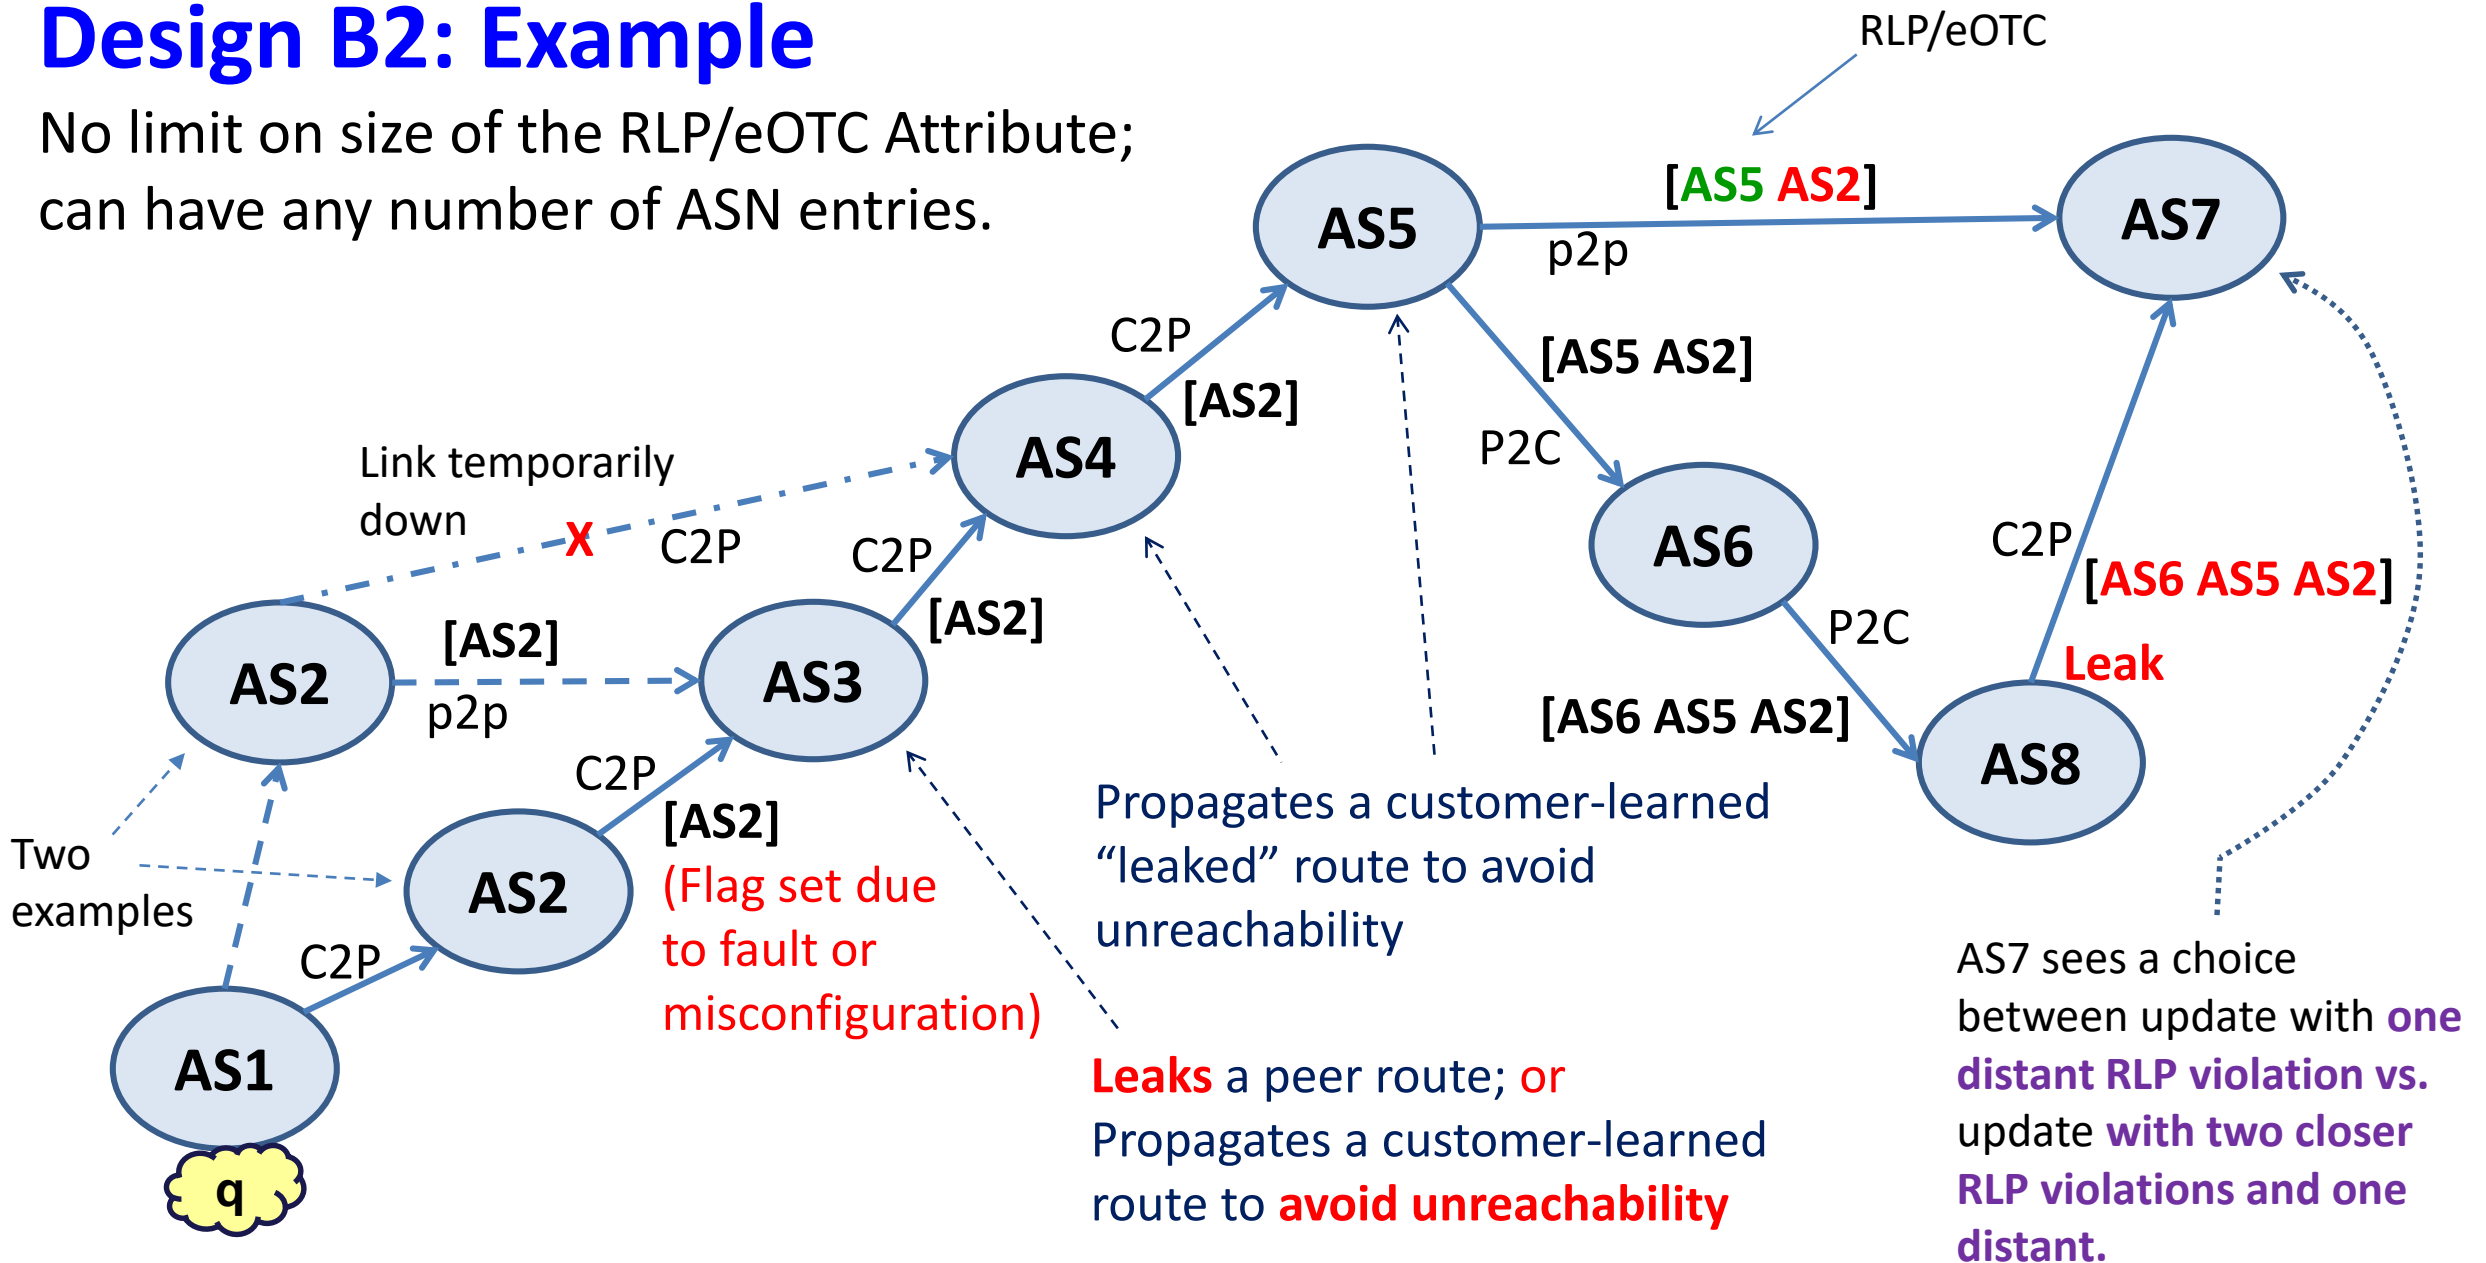 Design B2: Example
No limit on size of the RLP/eOTC Attribute;
can have any number of ASN entries.
RLP/eOTC
[AS5 AS2]
AS5
AS7
p2p
C2P
[AS2]
[AS5 AS2]
P2C
AS4
Link temporarily
down
X
C2P
C2P
[AS2]
AS6
C2P
[AS6 AS5 AS2]
P2C
Leak
AS2
[AS2]
p2p
AS3
[AS6 AS5 AS2]
AS8
C2P
[AS2]
(Flag set due
to fault or
misconfiguration)
Two
examples
AS2
C2P
AS1
q
Propagates a customer-learned
“leaked” route to avoid
unreachability
Leaks a peer route; or
Propagates a customer-learned
route to avoid unreachability
AS7 sees a choice
between update with one
distant RLP violation vs.
update with two closer
RLP violations and one
distant.